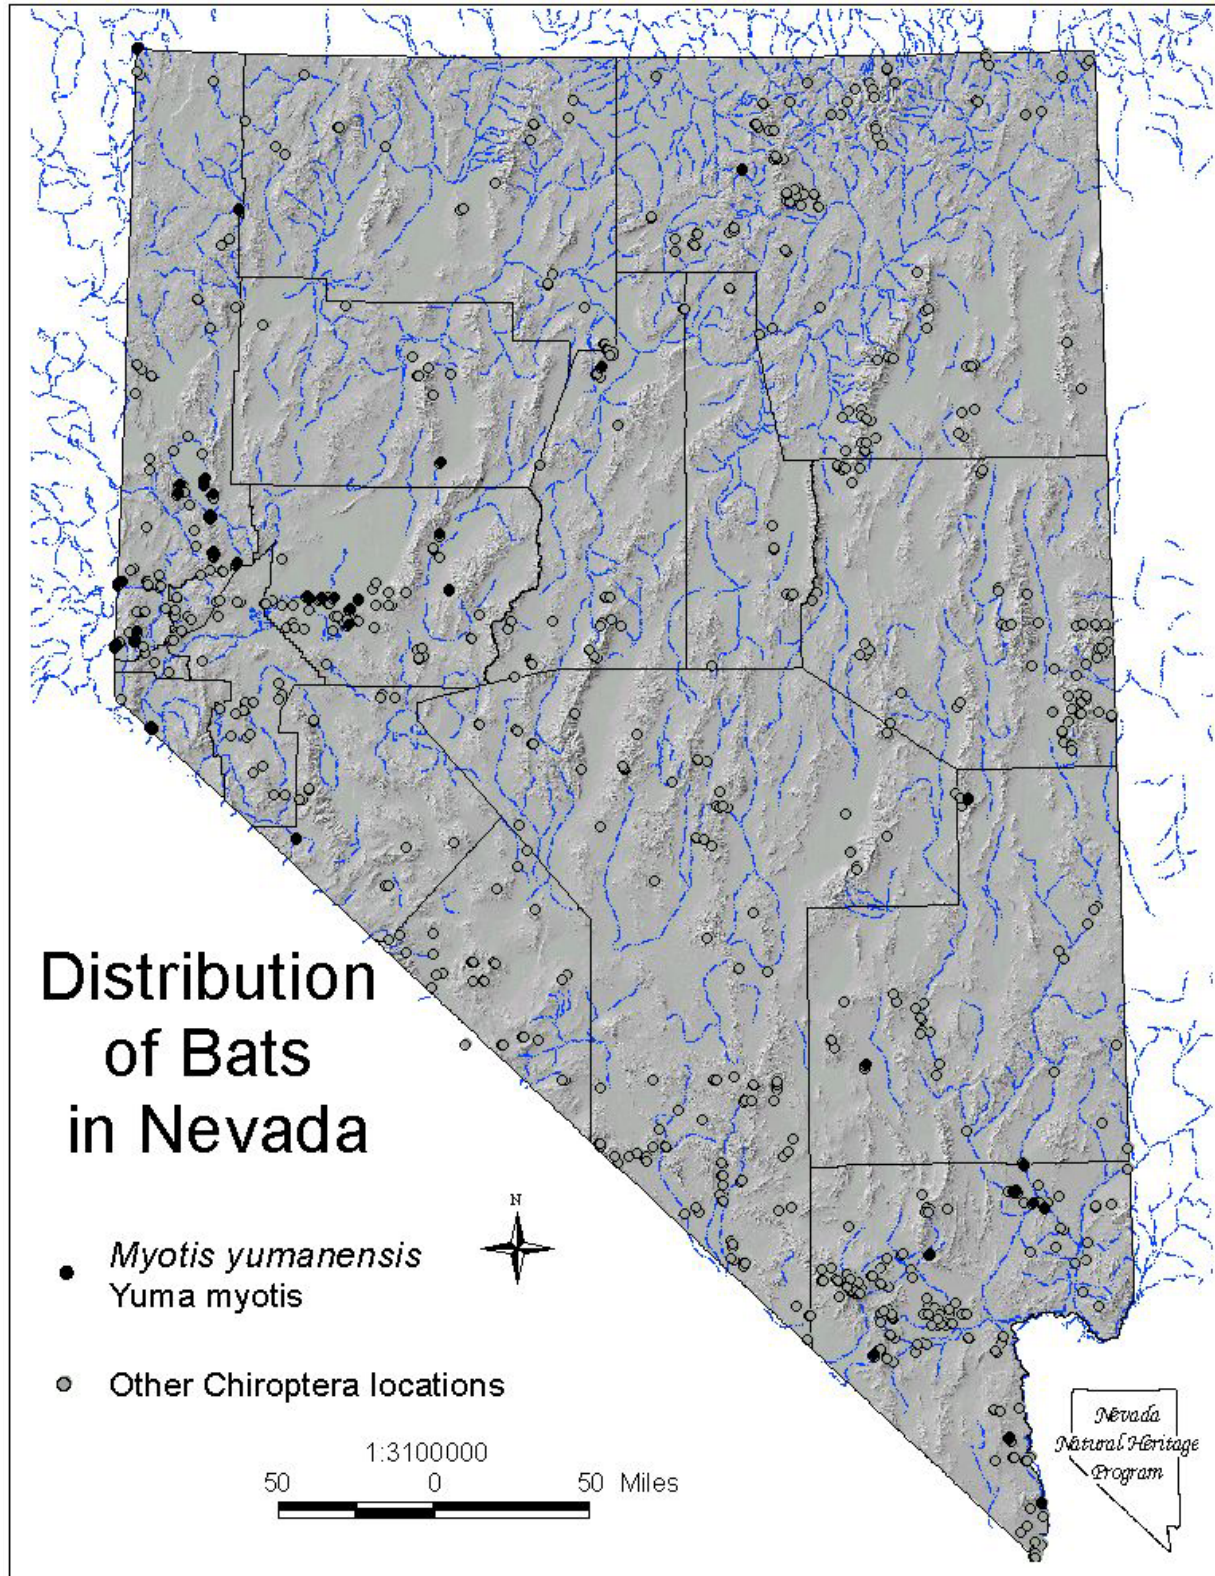 Distribution
of Bats
in Nevada
N
Myotis yumanensis
Yuma myotis
Other Chiroptera locations
1:3100000
50 0 50 Miles
Nevada
Natural Heritage
Program